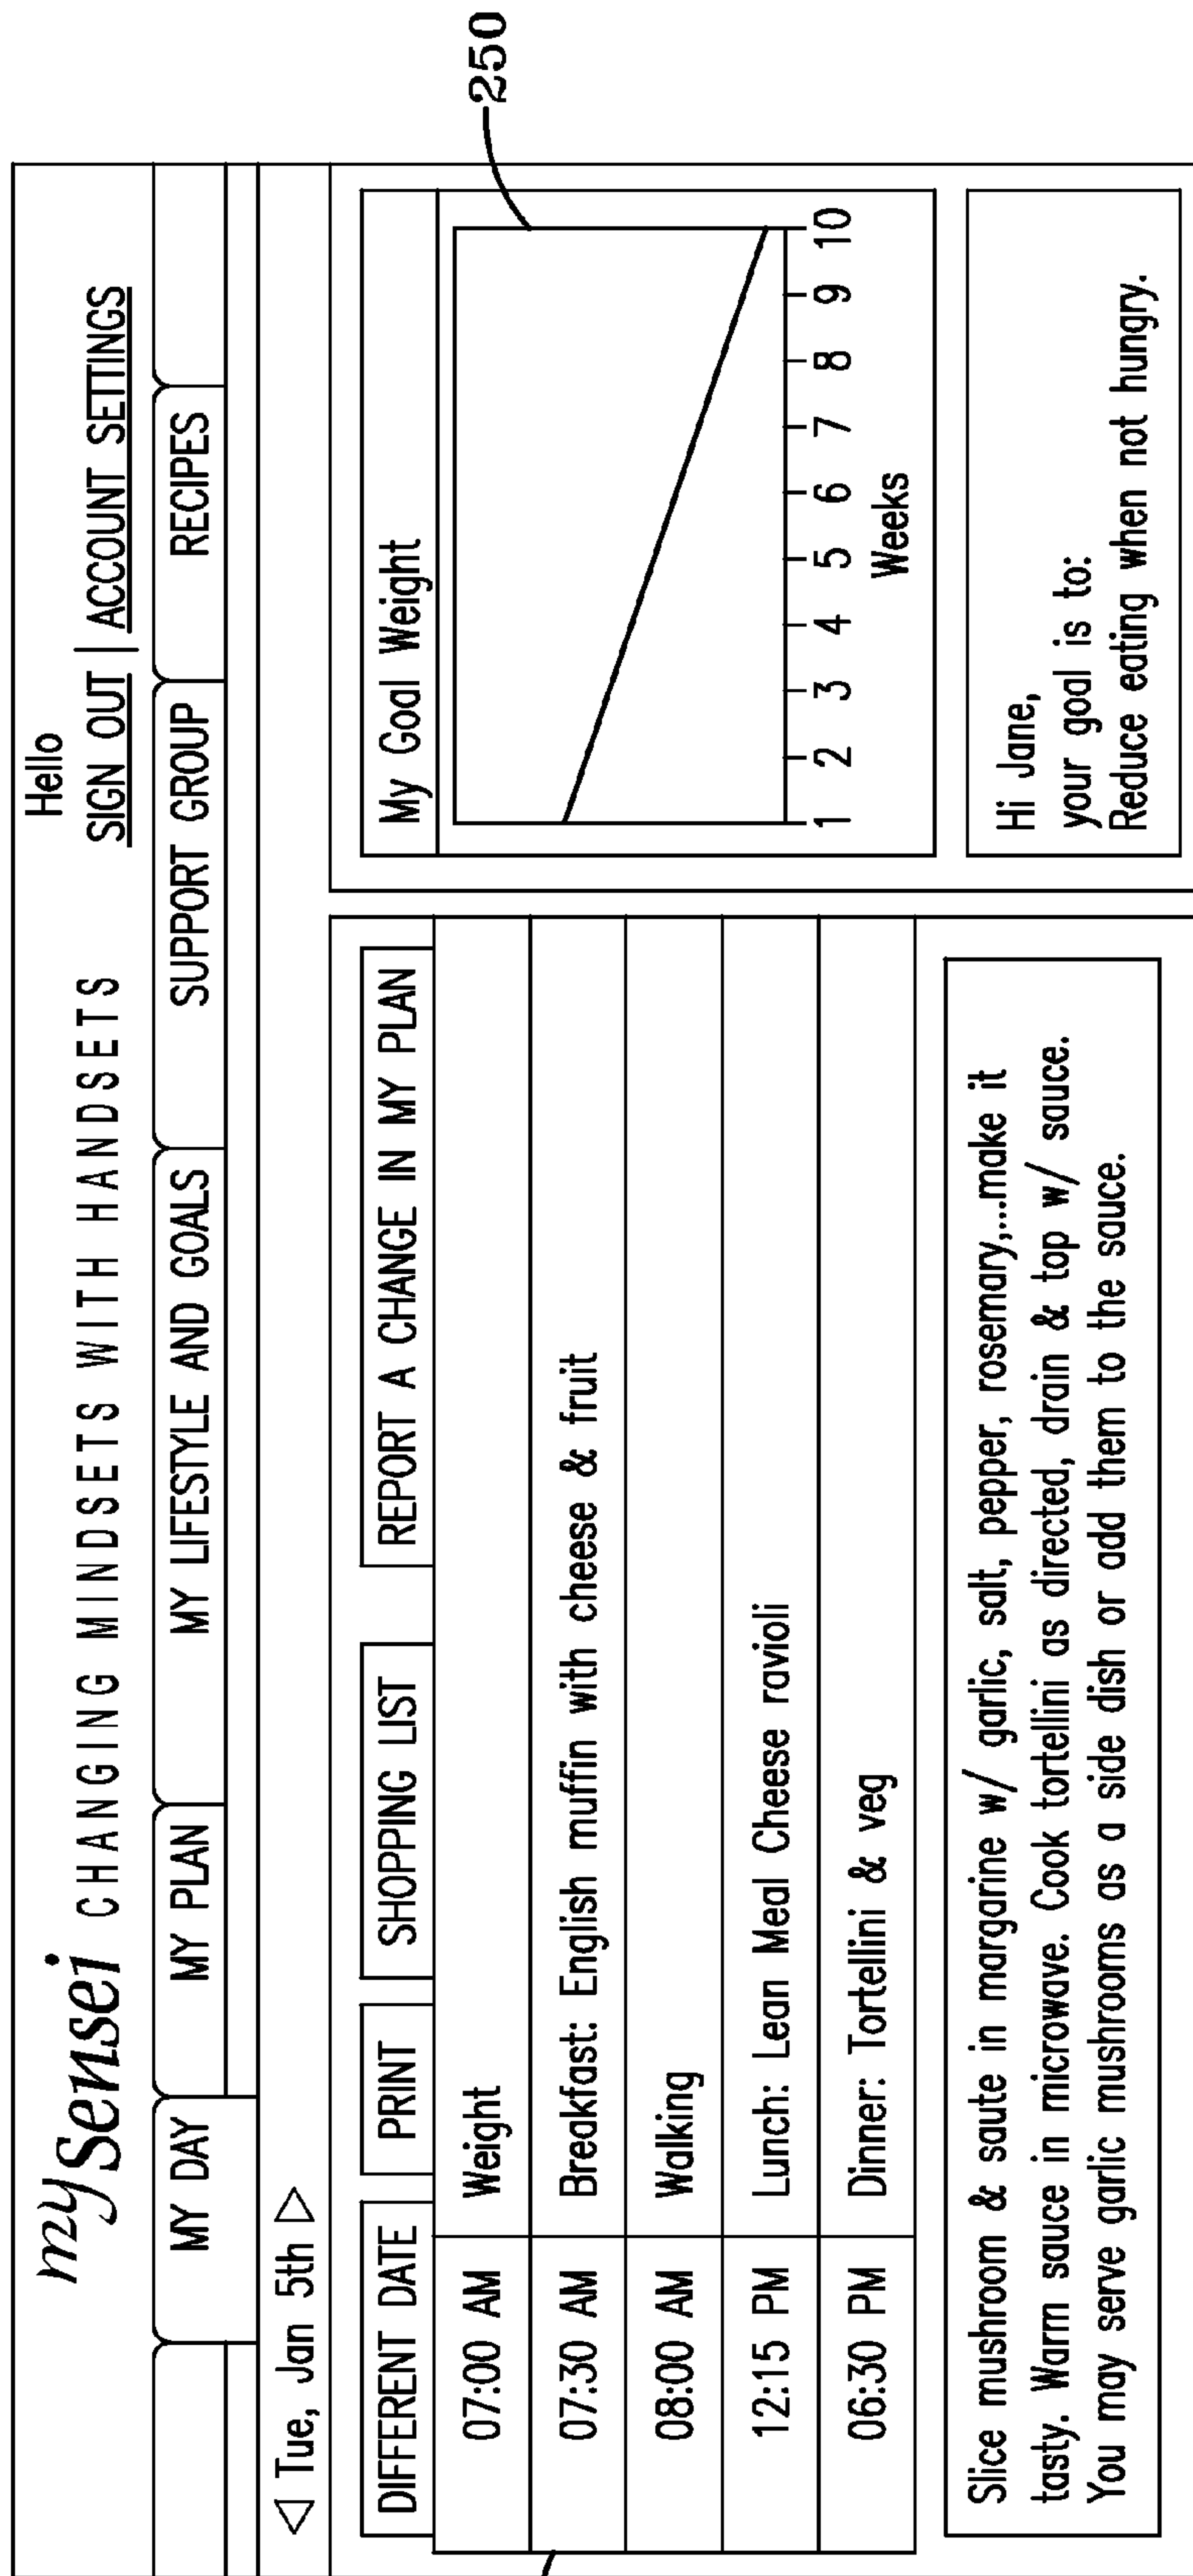 Hello
my Sensei CHANGING MINDSETS WITH HANDSETS
SIGN OUT | ACCOUNT SETTINGS
MY DAY
MY PLAN
MY LIFESTYLE AND GOALS
SUPPORT GROUP
RECIPES
Tue, Jan 5th
DIFFERENT DATE
PRINT
SHOPPING LIST
REPORT A CHANGE IN MY PLAN
07:00 AM Weight
07:30 AM Breakfast: English muffin with cheese & fruit
08:00 AM Walking
12:15 PM Lunch: Lean Meal Cheese ravioli
06:30 PM Dinner: Tortellini & veg
Slice mushroom & saute in margarine w/ garlic, salt, pepper, rosemary,...make it
tasty. Warm sauce in microwave. Cook tortellini as directed, drain & top w/ sauce.
You may serve garlic mushrooms as a side dish or add them to the sauce.
My Goal Weight
1 2 3 4 5 6 7 8 9 10
Weeks
250
Hi Jane,
your goal is to:
Reduce eating when not hungry.